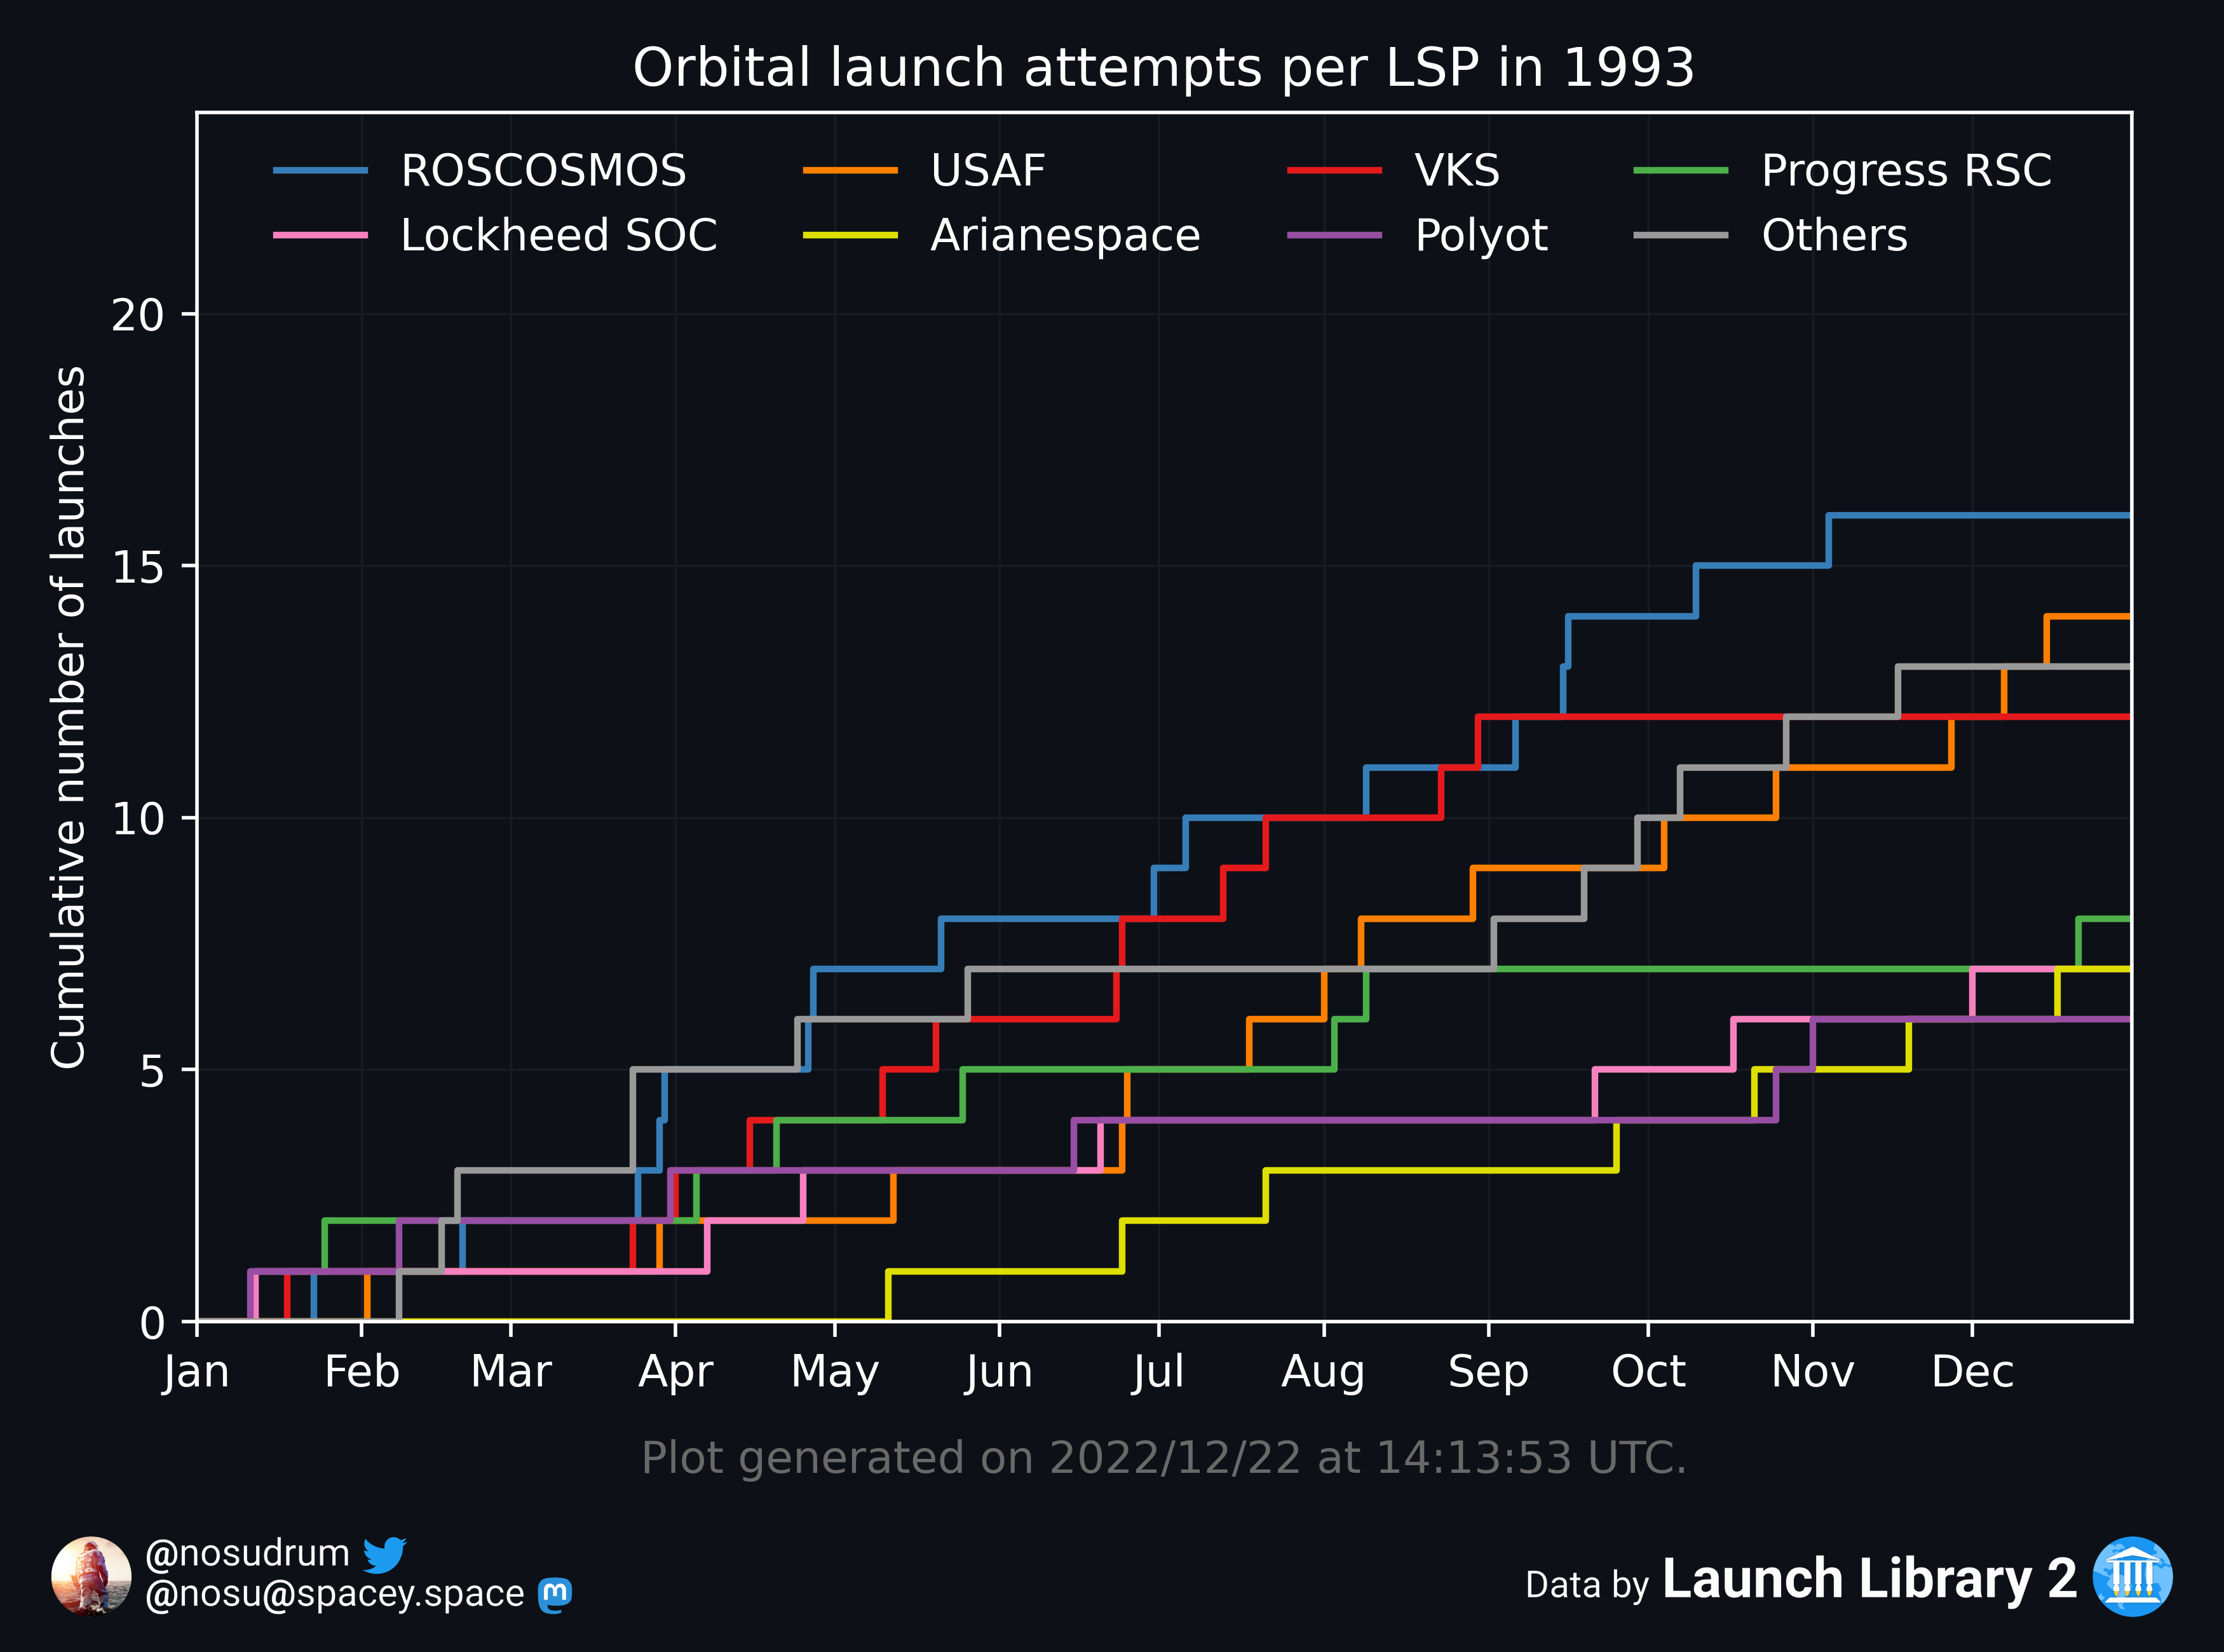 Orbital launch attempts per LSP in 1993
ROSCOSMOS USAF VKS Progress RSC
Lockheed SOC Arianespace Polyot Others
Cumulative number of launches
20
15
10
5
0
Jan Feb Mar Apr May Jun Jul Aug Sep Oct Nov Dec
Plot generated on 2022/12/22 at 14:13:53 UTC.
@nosudrum
@nosu@spacey.space
Data by Launch Library 2